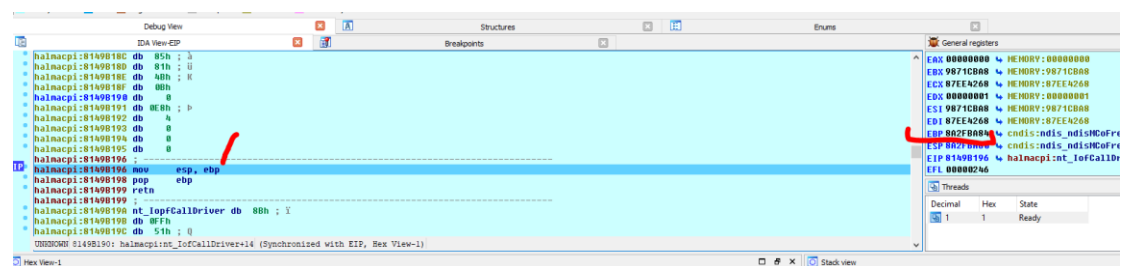 Debug View
Structures
Enums
IDA View-EIP
Breakpoints
General registers
halmacpi:8149B18C db 85h ; à
halmacpi:8149B18D db 81h ; ü
halmacpi:8149B18E db 4Bh ; K
halmacpi:8149B18F db 0Bh
halmacpi:8149B190 db 0
halmacpi:8149B191 db 0E8h ; Þ
halmacpi:8149B192 db 4
halmacpi:8149B193 db 0
halmacpi:8149B194 db 0
halmacpi:8149B195 db 0
halmacpi:8149B196 ;
halmacpi:8149B196 mov esp, ebp
halmacpi:8149B198 pop ebp
halmacpi:8149B199 retn
halmacpi:8149B199 ;
halmacpi:8149B19A nt_IopfCallDriver db 8Bh ; ï
halmacpi:8149B19B db 0FFh
halmacpi:8149B19C db 51h ; Q
UNKNOWN 8149B190: halmacpi:nt_IofCallDriver+14 (Synchronized with EIP, Hex View-1)
EAX 00000000 MEMORY:00000000
EBX 9871CBA8 MEMORY:9871CBA8
ECX 87EE4268 MEMORY:87EE4268
EDX 00000001 MEMORY:00000001
ESI 9871CBA8 MEMORY:9871CBA8
EDI 87EE4268 MEMORY:87EE4268
EBP 8A2FBA84 cndis:ndis_ndisMCoFre
ESP cndis:ndis_ndisMCoFre
EIP 8149B196 halmacpi:nt_IofCallDr
EFL 00000246
Threads
Decimal Hex State
1 1 Ready
Hex View-1
Stack view